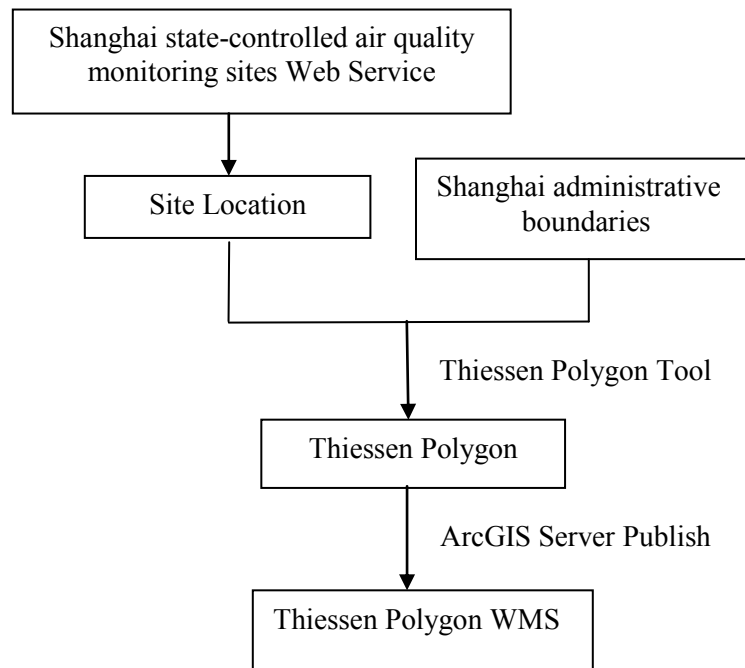 Shanghai state-controlled air quality
monitoring sites Web Service
Site Location
Shanghai administrative
boundaries
Thiessen Polygon Tool
Thiessen Polygon
ArcGIS Server Publish
Thiessen Polygon WMS